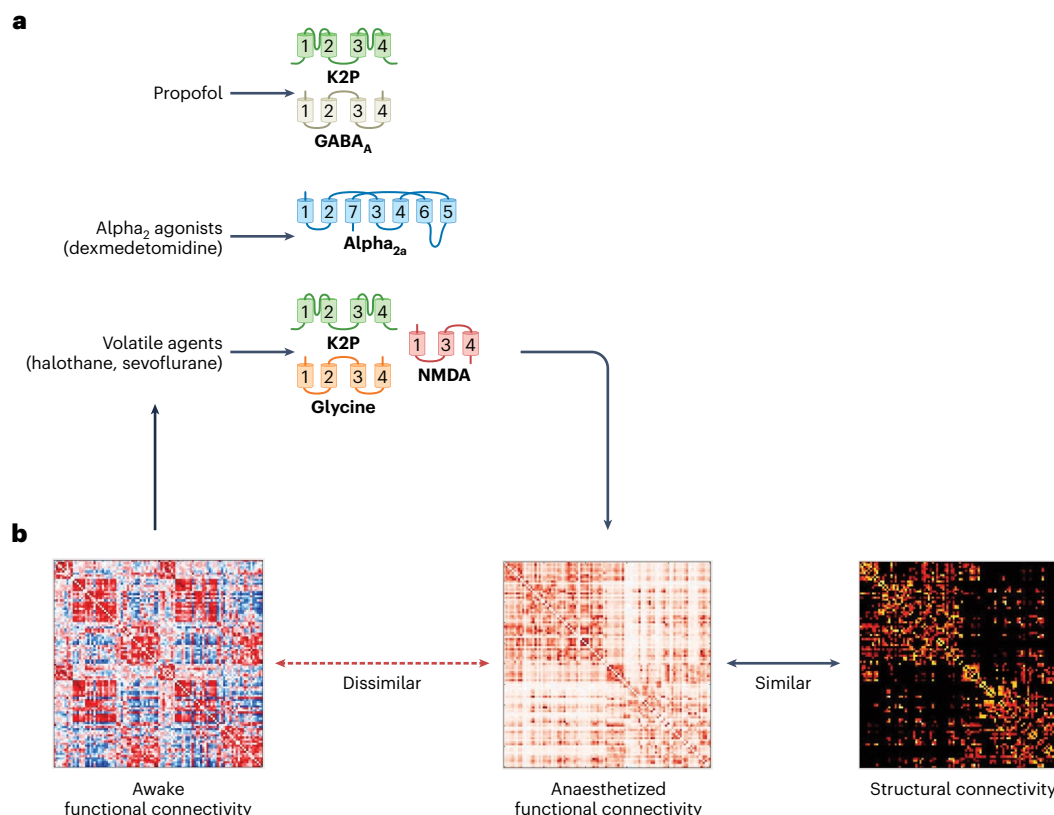 a
1 2 3 4
K2P
Propofol
1 2 3 4
GABA_A
1 2 7 3 4 6 5
Alpha₂ agonists
(dexmedetomidine)
Alpha₂ₐ
1 2 3 4
K2P
1 3 4
NMDA
Volatile agents
(halothane, sevoflurane)
1 2 3 4
Glycine
b
Dissimilar
Similar
Awake
functional connectivity
Anaesthetized
functional connectivity
Structural connectivity